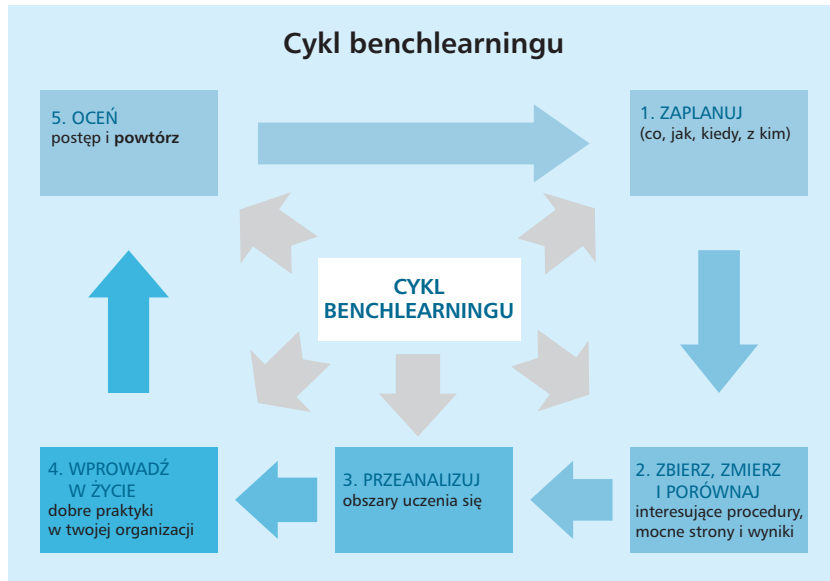 Cykl benchlearningu
5. OCEŃ
postęp i powtórz
1. ZAPLANUJ
(co, jak, kiedy, z kim)
CYKL
BENCHLEARNINGU
4. WPROWADŹ
W ŻYCIE
dobre praktyki
w twojej organizacji
3. PRZEANALIZUJ
obszary uczenia się
2. ZBIERZ, ZMIERZ
I PORÓWNAJ
interesujące procedury,
mocne strony i wyniki